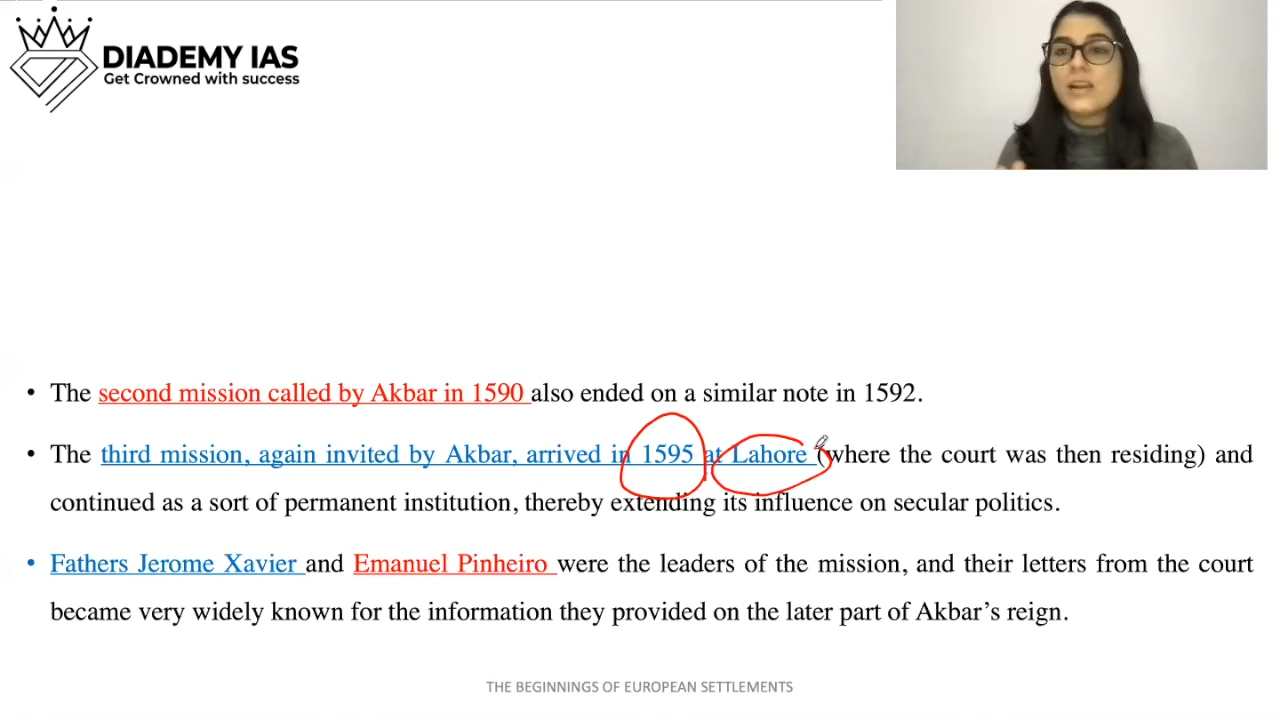 DIADEMY IAS
Get Crowned with success
• The second mission called by Akbar in 1590 also ended on a similar note in 1592.
• The third mission, again invited by Akbar, arrived in 1595 at Lahore (where the court was then residing) and
continued as a sort of permanent institution, thereby extending its influence on secular politics.
• Fathers Jerome Xavier and Emanuel Pinheiro were the leaders of the mission, and their letters from the court
became very widely known for the information they provided on the later part of Akbar’s reign.
THE BEGINNINGS OF EUROPEAN SETTLEMENTS